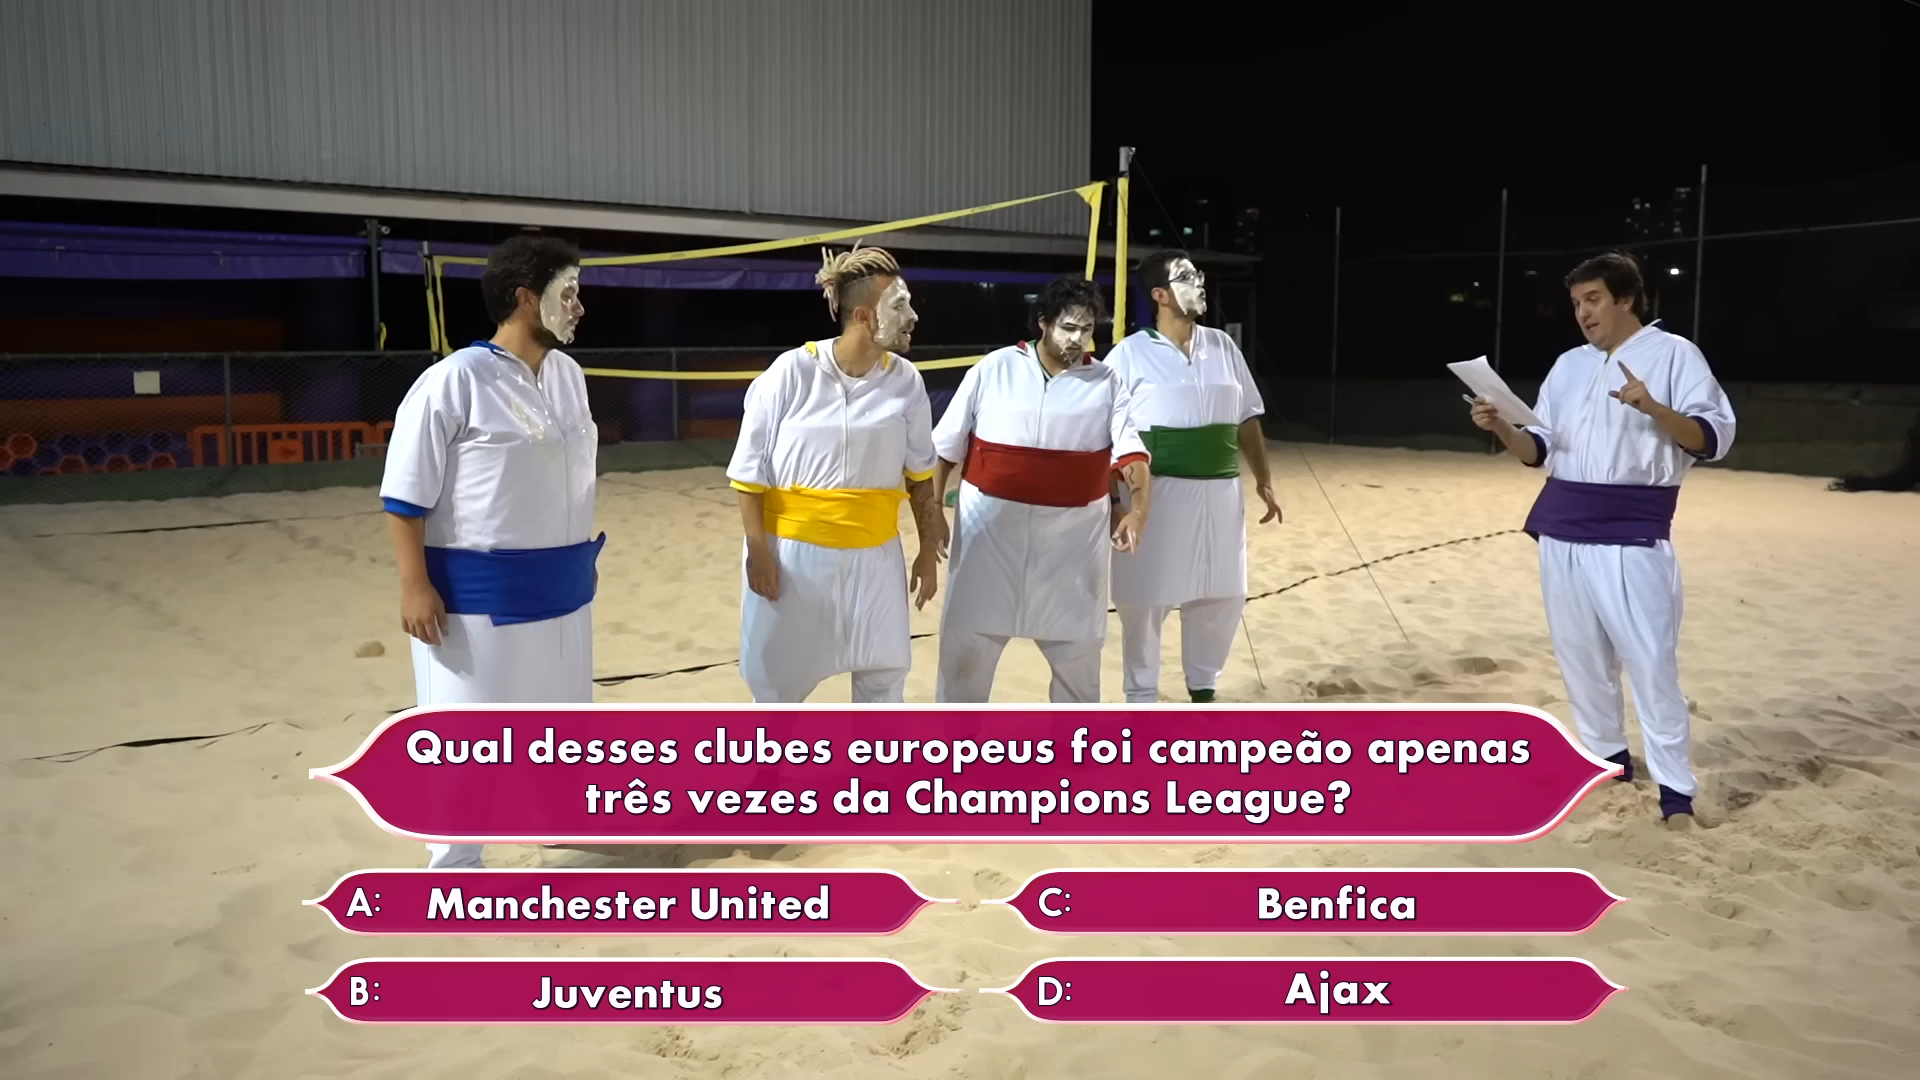 Qual desses clubes europeus foi campeão apenas
três vezes da Champions League?
A: Manchester United
C: Benfica
B: Juventus
D: Ajax